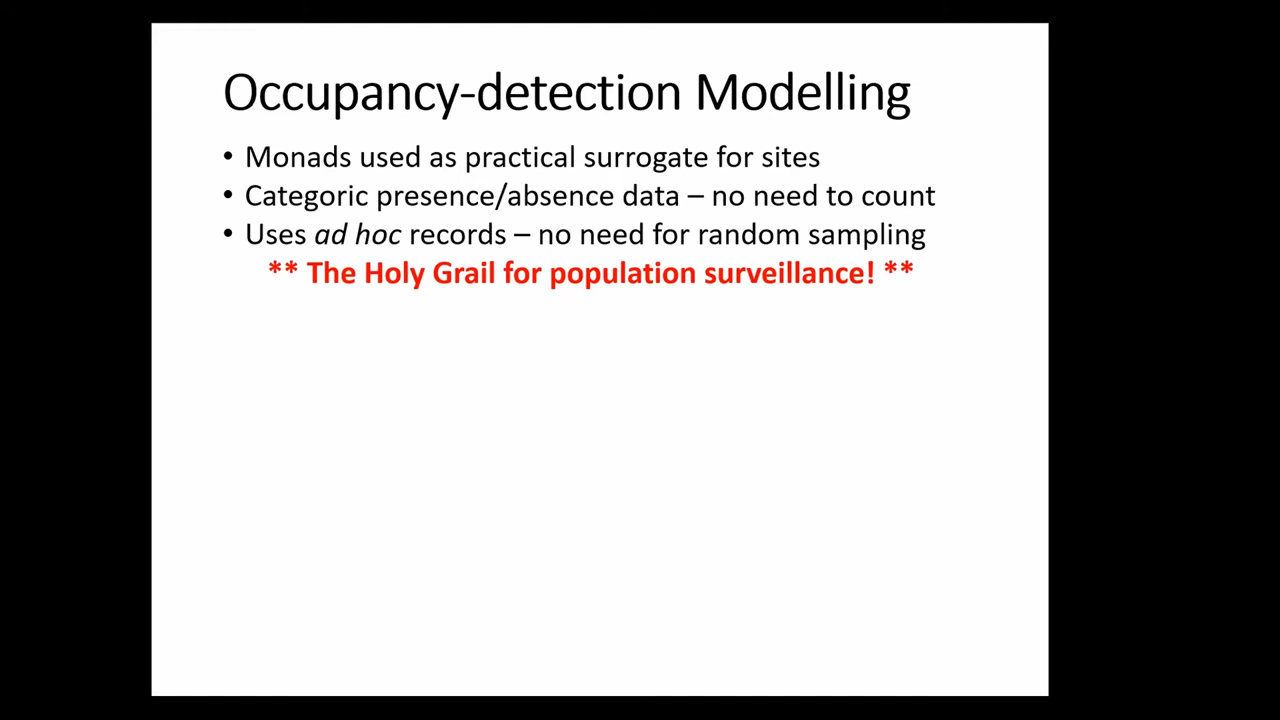 Occupancy-detection Modelling
• Monads used as practical surrogate for sites
• Categoric presence/absence data – no need to count
• Uses ad hoc records – no need for random sampling
** The Holy Grail for population surveillance! **